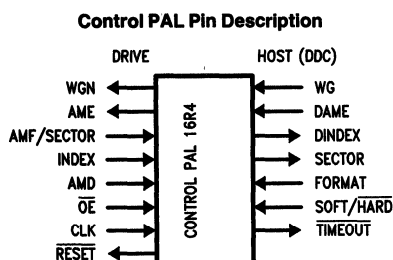 Control PAL Pin Description
DRIVE HOST (DDC)
WGN WG
AME DAME
AMF/SECTOR DINDEX
INDEX SECTOR
AMD FORMAT
OE SOFT/HARD
CLK TIMEOUT
RESET
CONTROL PAL 16R4